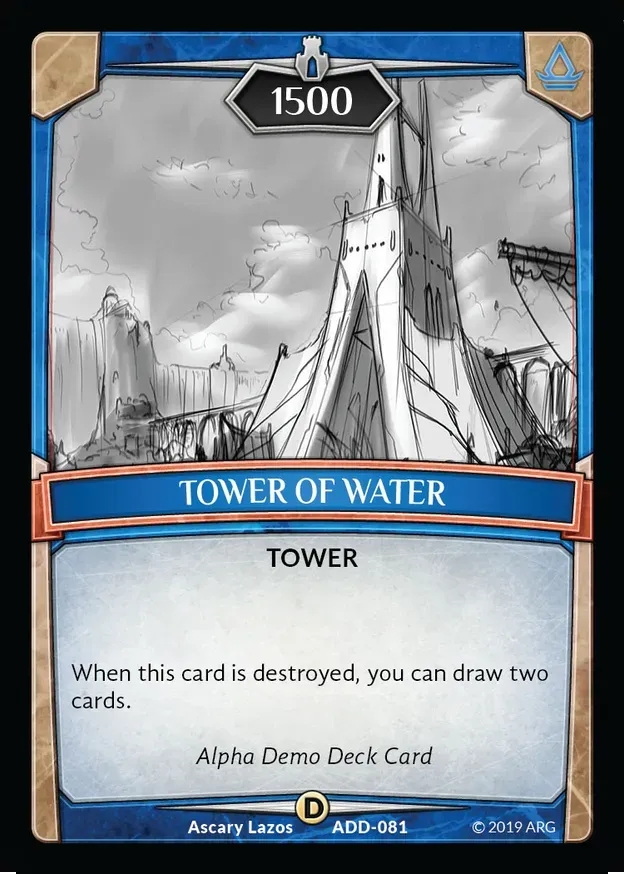 1500
TOWER OF WATER
TOWER
When this card is destroyed, you can draw two
cards.
Alpha Demo Deck Card
D
Ascary Lazos ADD-081 © 2019 ARG